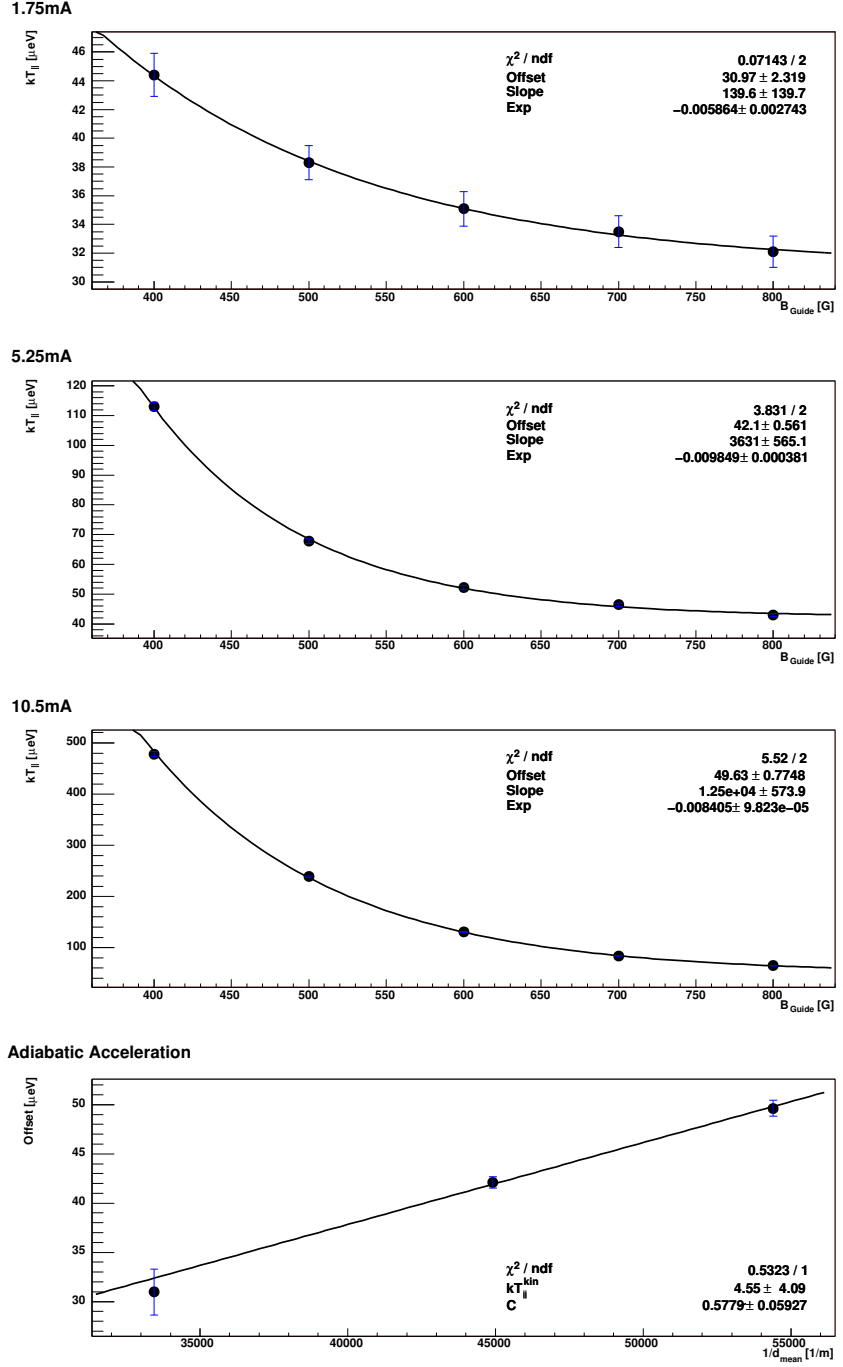 1.75mA
kT|| [μeV]
46
44
42
40
38
36
34
32
30
χ² / ndf 0.07143 / 2
Offset 30.97 ± 2.319
Slope 139.6 ± 139.7
Exp −0.005864± 0.002743
400 450 500 550 600 650 700 750 800
B_Guide [G]
5.25mA
kT|| [μeV]
120
110
100
90
80
70
60
50
40
χ² / ndf 3.831 / 2
Offset 42.1 ± 0.561
Slope 3631 ± 565.1
Exp −0.009849± 0.000381
400 450 500 550 600 650 700 750 800
B_Guide [G]
10.5mA
kT|| [μeV]
500
400
300
200
100
χ² / ndf 5.52 / 2
Offset 49.63 ± 0.7748
Slope 1.25e+04 ± 573.9
Exp −0.008405± 9.823e−05
400 450 500 550 600 650 700 750 800
B_Guide [G]
Adiabatic Acceleration
Offset [μeV]
50
45
40
35
30
χ² / ndf 0.5323 / 1
kT||^kin 4.55 ± 4.09
C 0.5779± 0.05927
35000 40000 45000 50000 55000
1/d_mean [1/m]